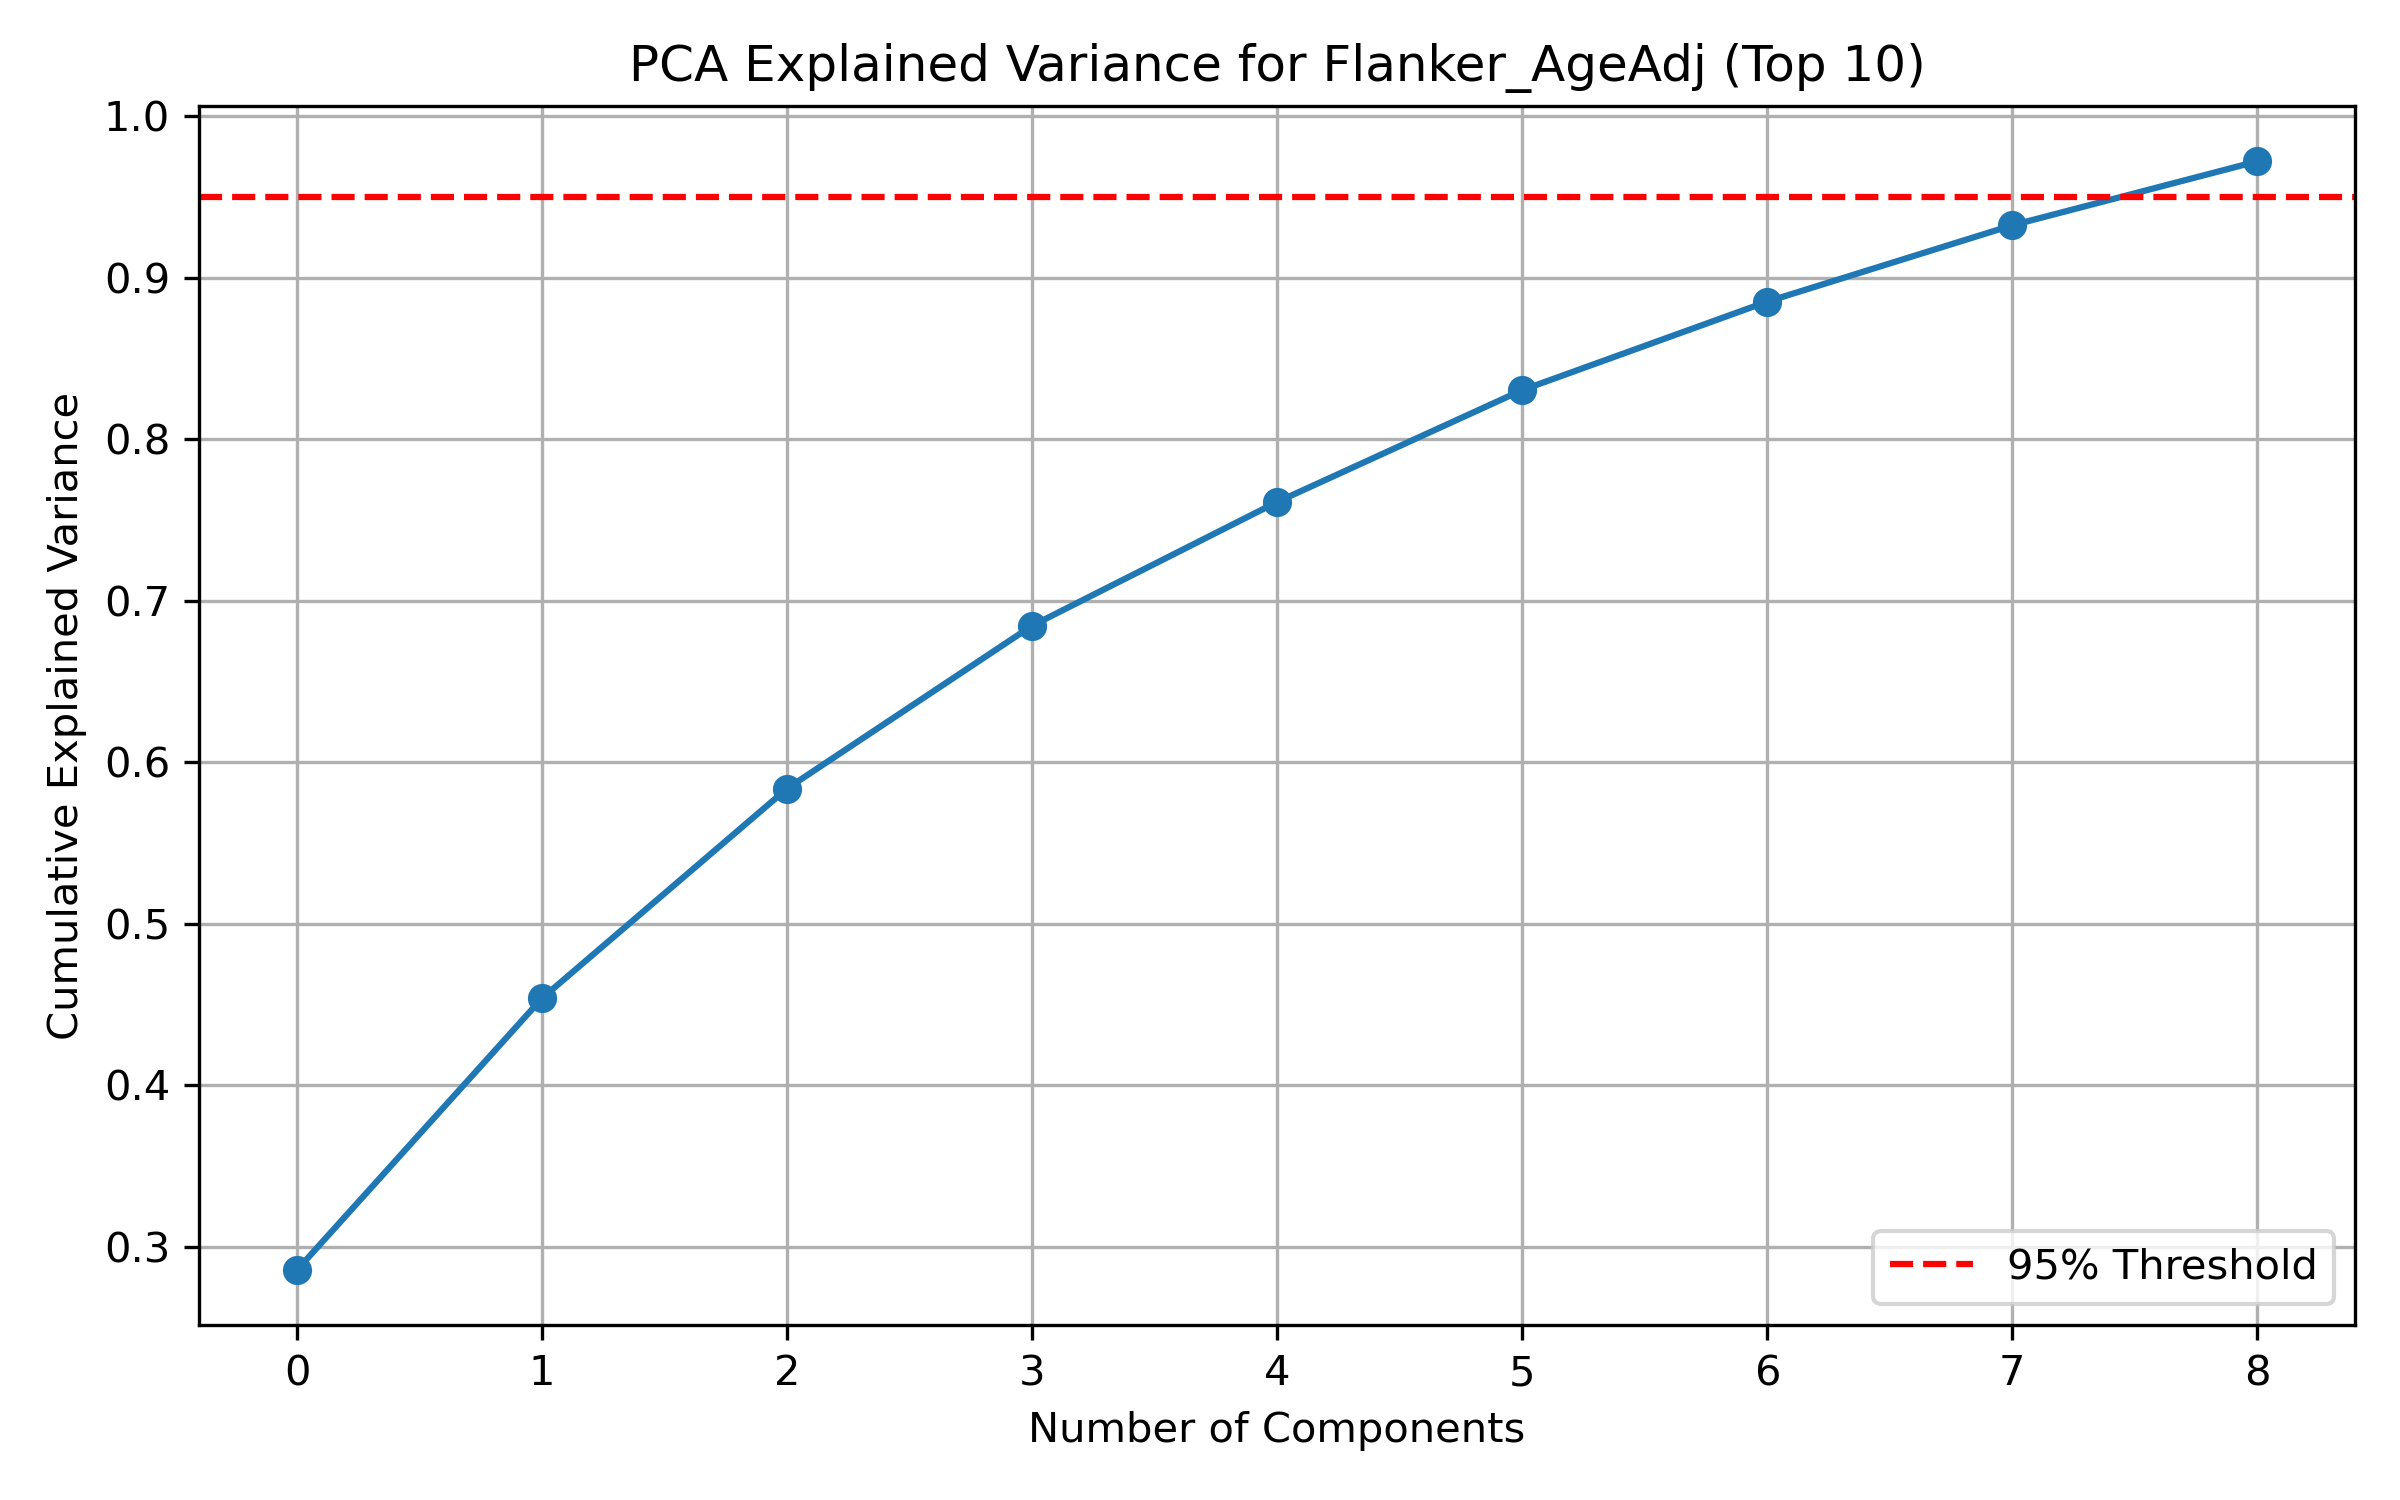 PCA Explained Variance for Flanker_AgeAdj (Top 10)
Cumulative Explained Variance
1.0
0.9
0.8
0.7
0.6
0.5
0.4
0.3
95% Threshold
0 1 2 3 4 5 6 7 8
Number of Components